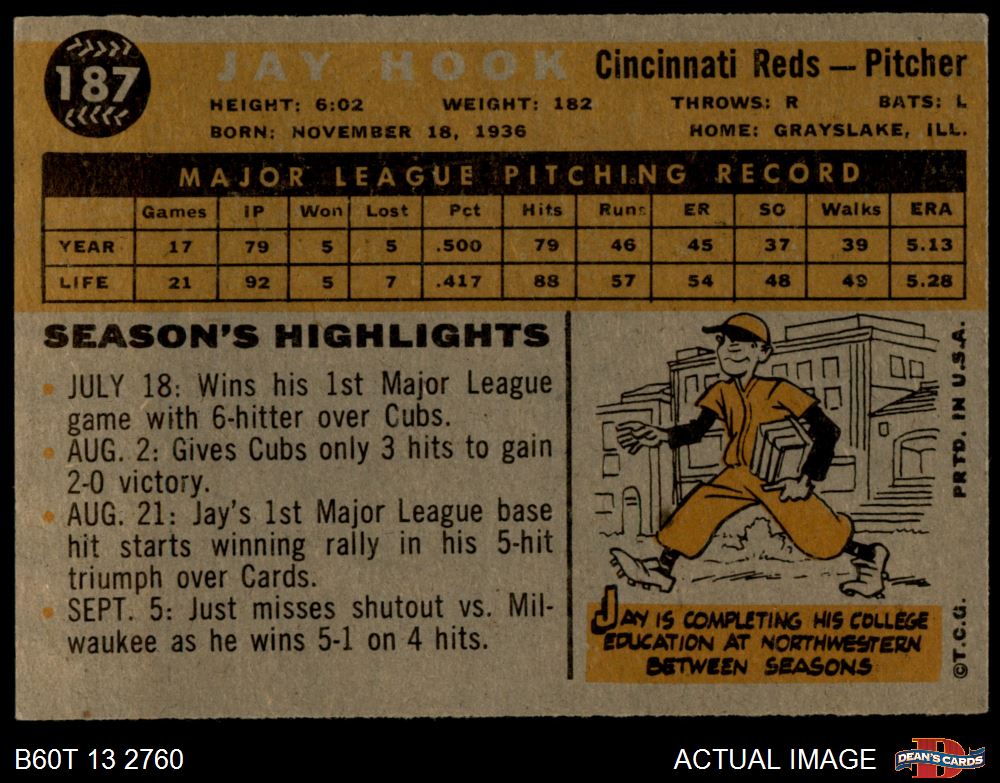 187
JAY HOOK Cincinnati Reds — Pitcher
HEIGHT: 6:02 WEIGHT: 182 THROWS: R BATS: L
BORN: NOVEMBER 18, 1936 HOME: GRAYSLAKE, ILL.
MAJOR LEAGUE PITCHING RECORD
Games IP Won Lost Pct Hits Runs ER SO Walks ERA
YEAR 17 79 5 5 .500 79 46 45 37 39 5.13
LIFE 21 92 5 7 .417 88 57 54 48 49 5.28
SEASON'S HIGHLIGHTS
• JULY 18: Wins his 1st Major League
game with 6-hitter over Cubs.
• AUG. 2: Gives Cubs only 3 hits to gain
2-0 victory.
• AUG. 21: Jay's 1st Major League base
hit starts winning rally in his 5-hit
triumph over Cards.
• SEPT. 5: Just misses shutout vs. Mil-
waukee as he wins 5-1 on 4 hits.
JAY IS COMPLETING HIS COLLEGE
EDUCATION AT NORTHWESTERN
BETWEEN SEASONS
©T.C.G. PRTD. IN U.S.A.
B60T 13 2760 ACTUAL IMAGE DEAN'S CARDS